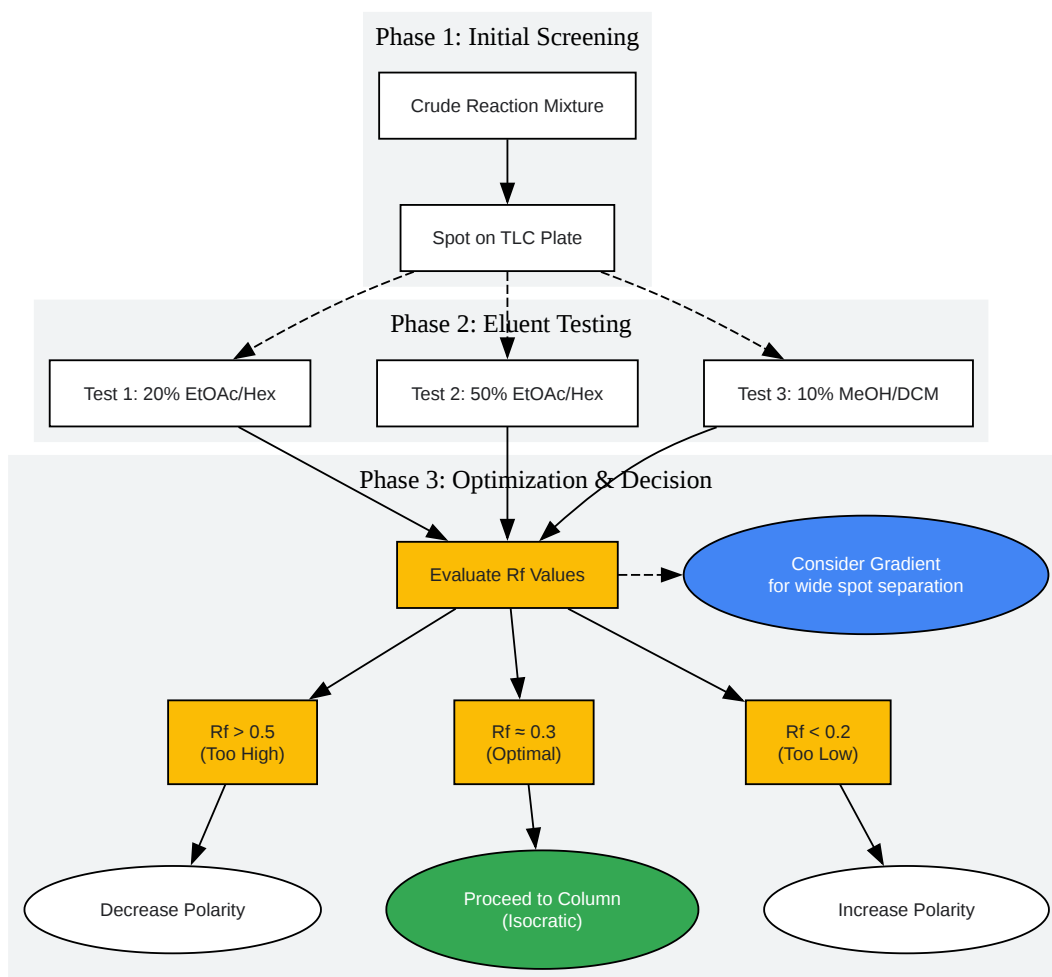 Phase 1: Initial Screening
Crude Reaction Mixture
Spot on TLC Plate
Phase 2: Eluent Testing
Test 1: 20% EtOAc/Hex
Test 2: 50% EtOAc/Hex
Test 3: 10% MeOH/DCM
Phase 3: Optimization & Decision
Evaluate Rf Values
Consider Gradient
for wide spot separation
Rf > 0.5
(Too High)
Rf ≈ 0.3
(Optimal)
Rf < 0.2
(Too Low)
Decrease Polarity
Proceed to Column
(Isocratic)
Increase Polarity